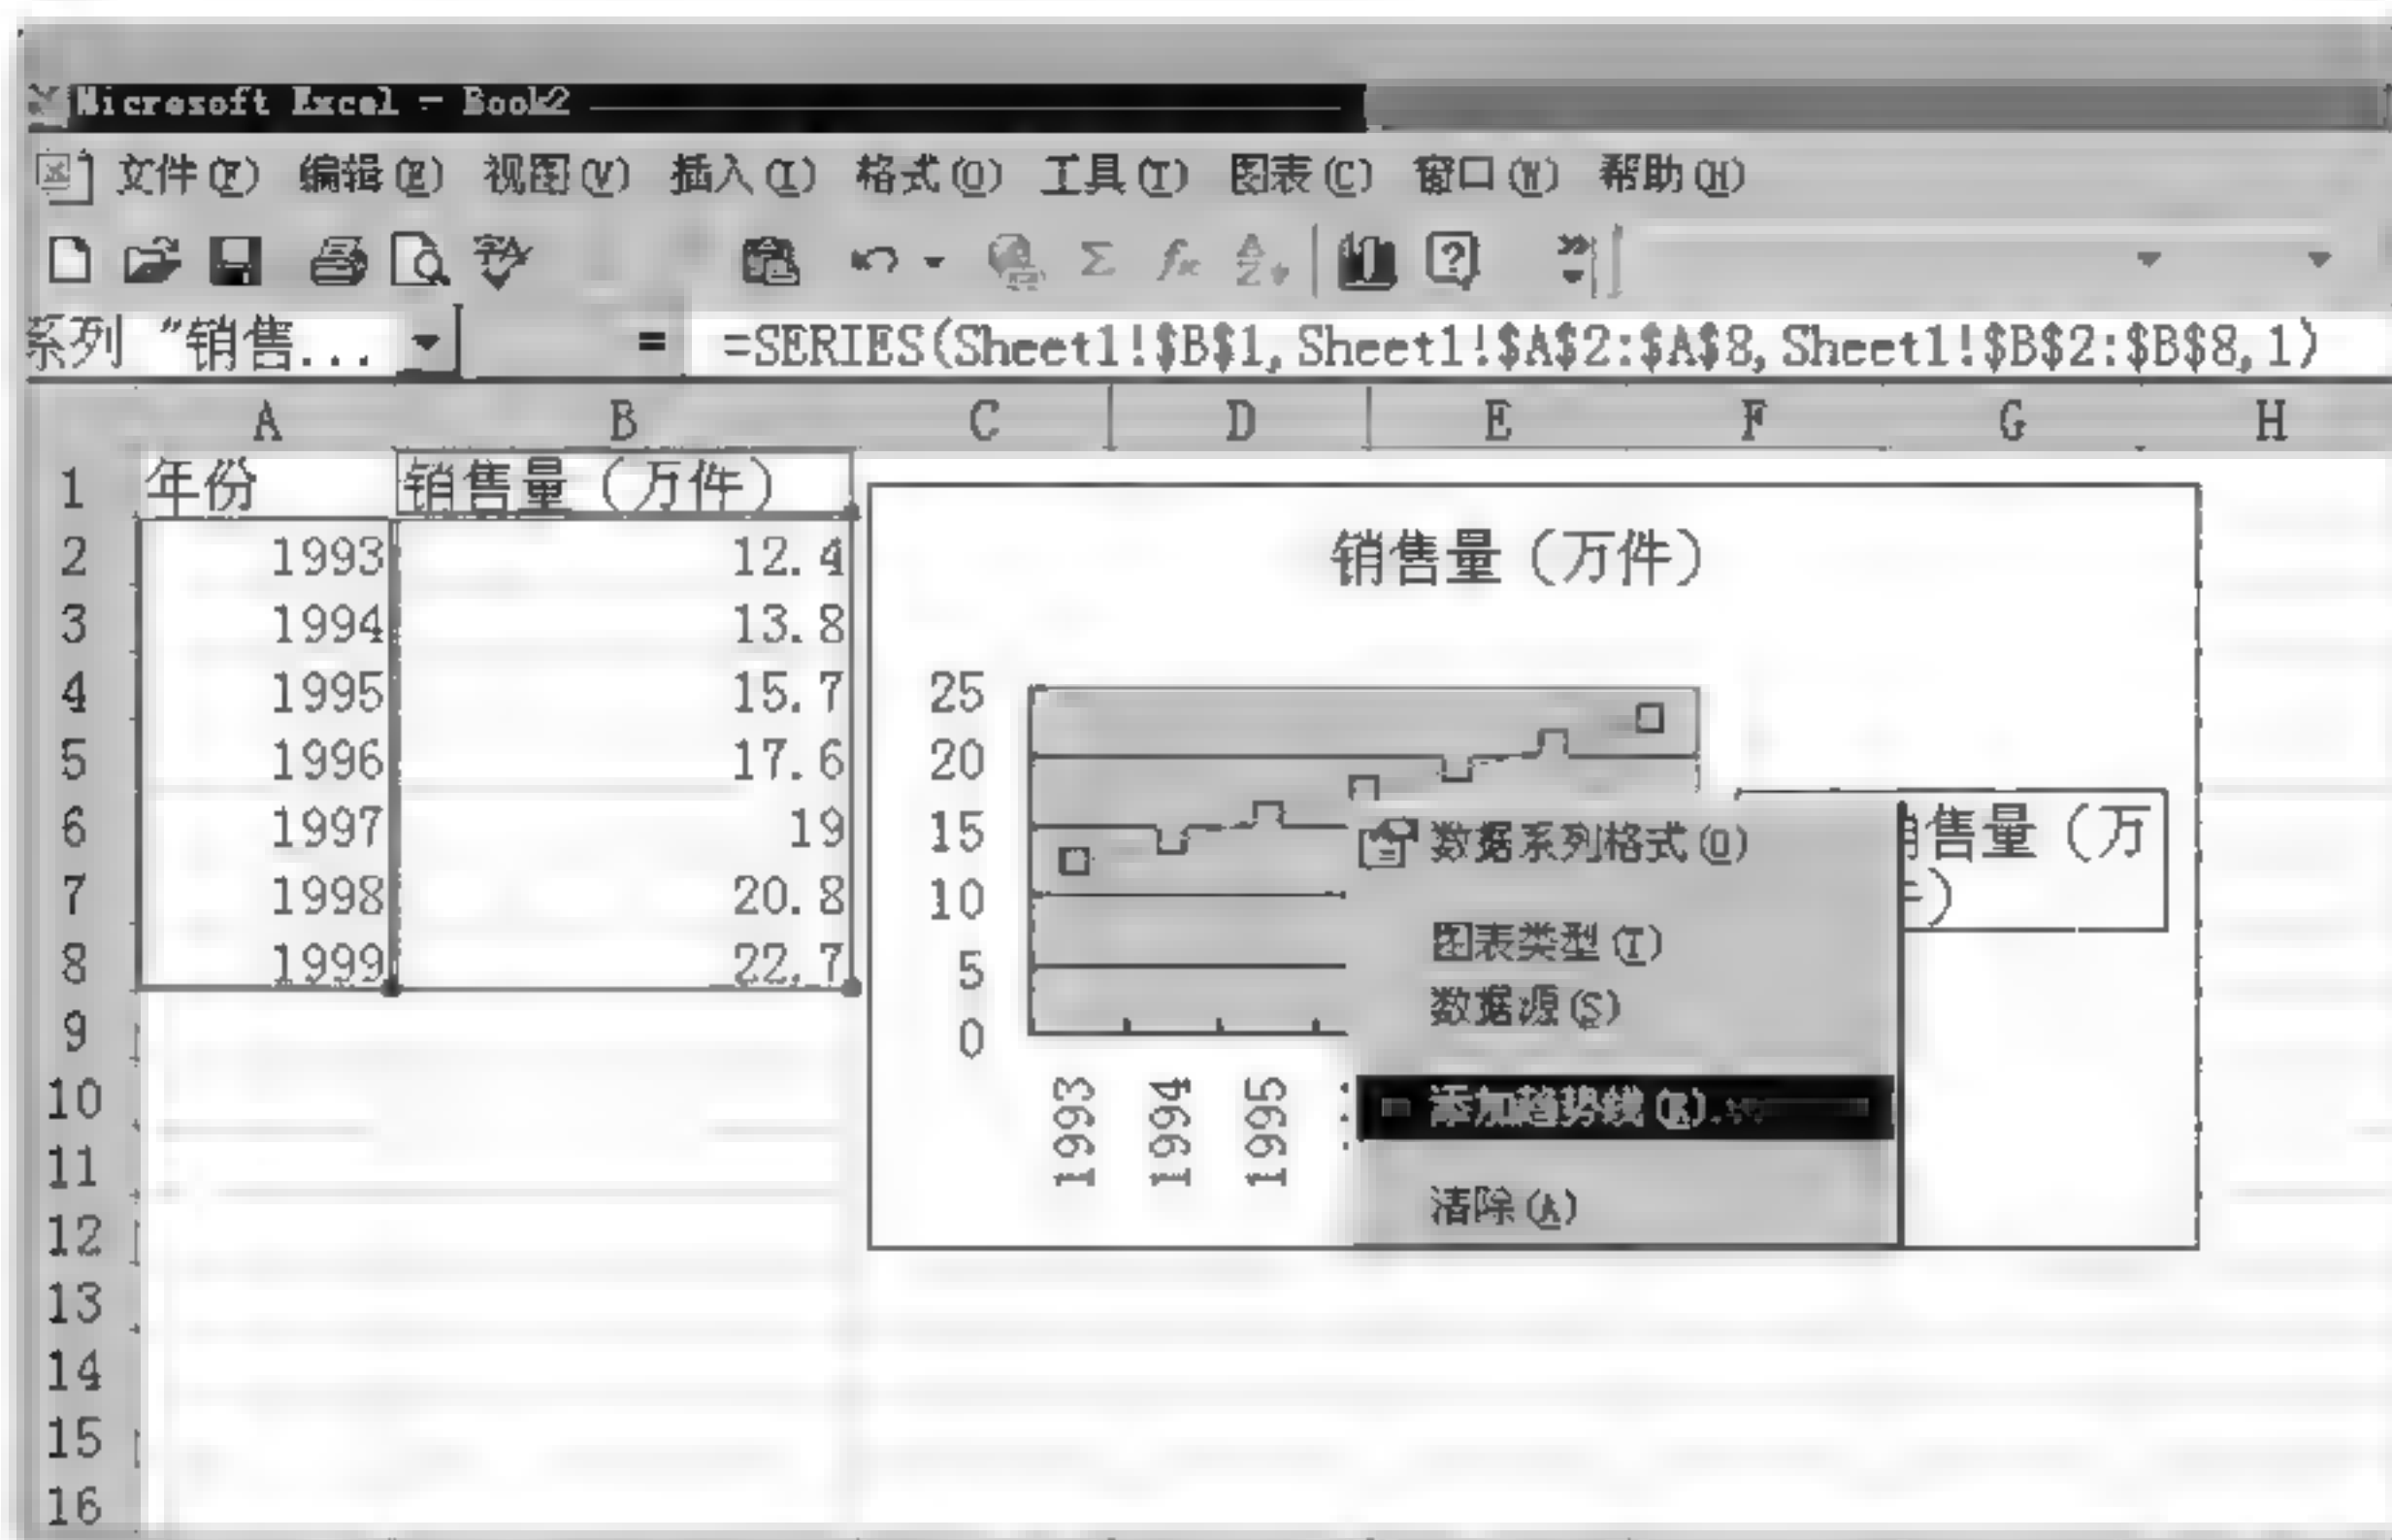 Microsoft Excel - Book2
文件(F) 编辑(E) 视图(V) 插入(I) 格式(O) 工具(T) 图表(C) 窗口(W) 帮助(H)
系列 “销售... = =SERIES(Sheet1!$B$1,Sheet1!$A$2:$A$8,Sheet1!$B$2:$B$8,1)
A B C D E F G H
1 年份 销售量（万件）
2 1993 12.4
3 1994 13.8
4 1995 15.7
5 1996 17.6
6 1997 19
7 1998 20.8
8 1999 22.7
9
10
11
12
13
14
15
16
销售量（万件）
25
20
15
10
5
0
1993 1994 1995
售量（万
）
数据系列格式(O)
图表类型(T)
数据源(S)
添加趋势线(R)...
清除(A)